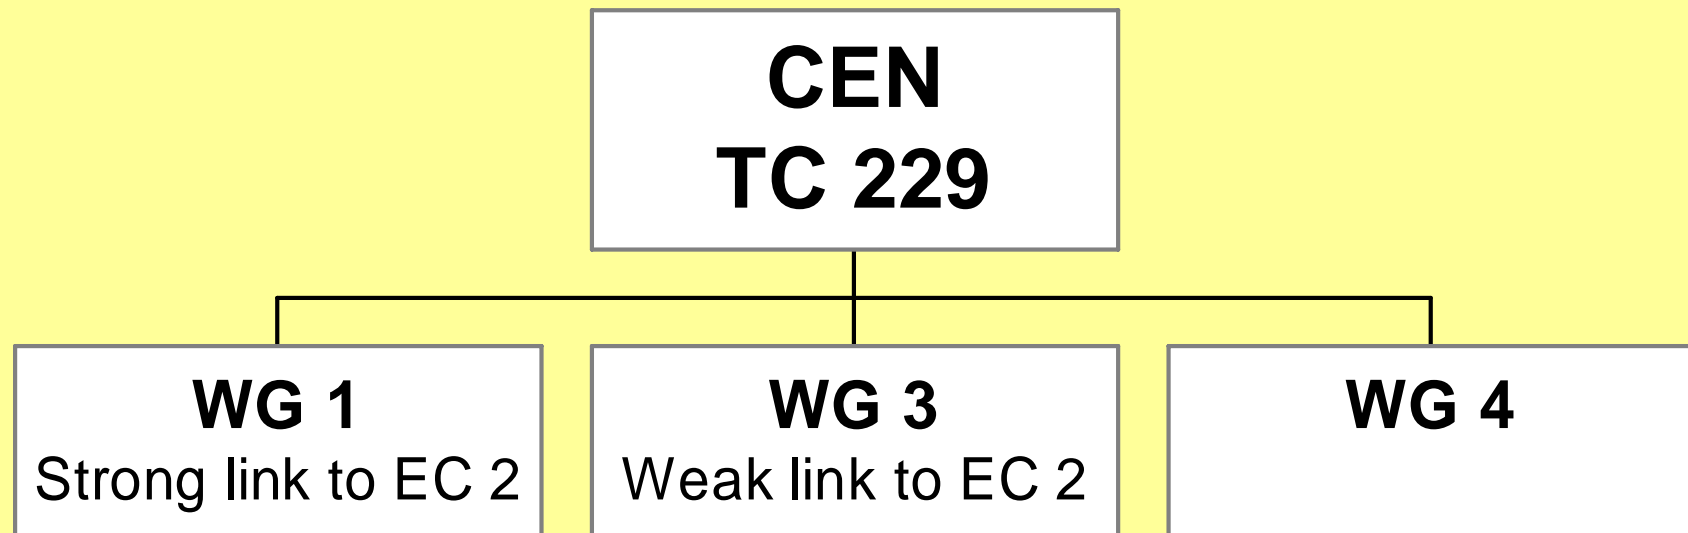 CEN
TC 229
WG 1
Strong link to EC 2
WG 3
Weak link to EC 2
WG 4